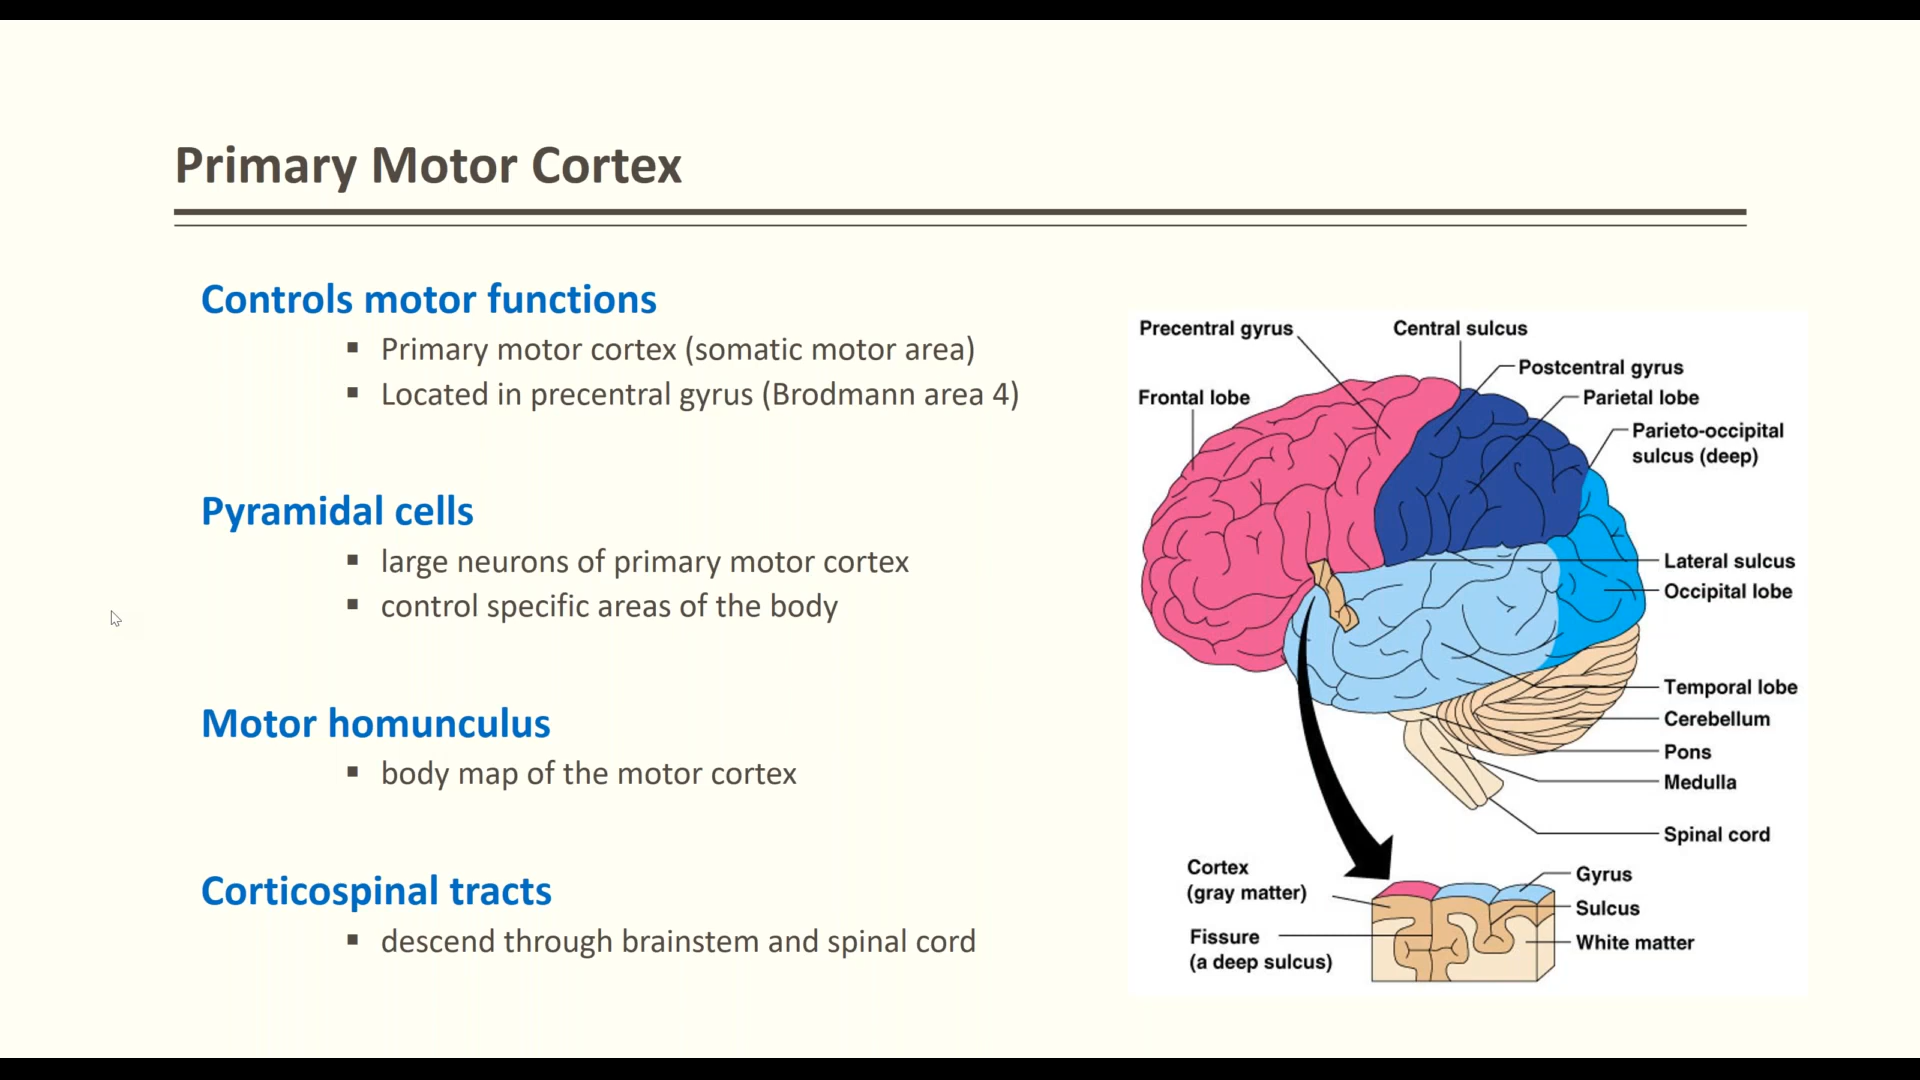 Primary Motor Cortex
Controls motor functions
▪ Primary motor cortex (somatic motor area)
▪ Located in precentral gyrus (Brodmann area 4)
Pyramidal cells
▪ large neurons of primary motor cortex
▪ control specific areas of the body
Motor homunculus
▪ body map of the motor cortex
Corticospinal tracts
▪ descend through brainstem and spinal cord
Precentral gyrus
Central sulcus
Postcentral gyrus
Frontal lobe
Parietal lobe
Parieto-occipital
sulcus (deep)
Lateral sulcus
Occipital lobe
Temporal lobe
Cerebellum
Pons
Medulla
Spinal cord
Cortex
(gray matter)
Fissure
(a deep sulcus)
Gyrus
Sulcus
White matter